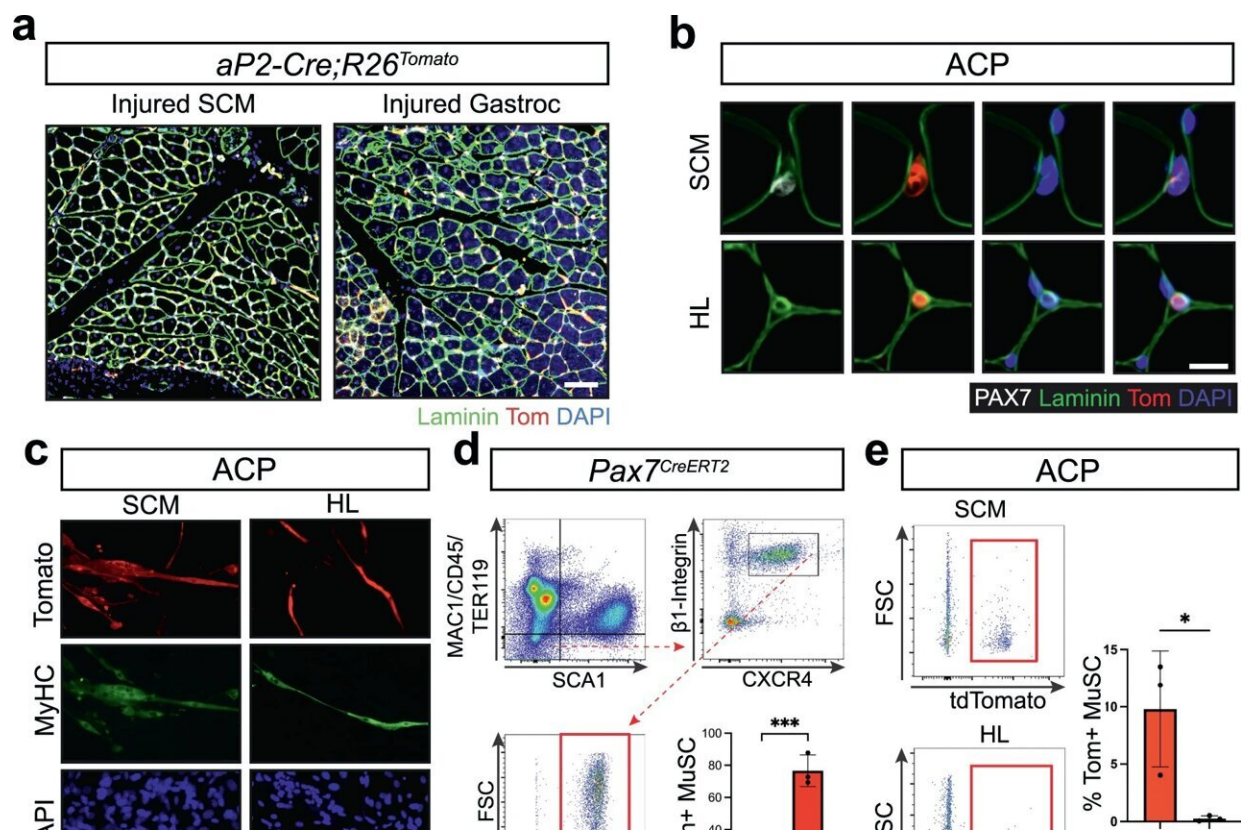 a
aP2-Cre;R26Tomato
Injured SCM
Injured Gastroc
Laminin Tom DAPI
b
ACP
SCM
HL
PAX7 Laminin Tom DAPI
c
ACP
SCM
HL
Tomato
MyHC
d
Pax7CreERT2
MAC1/CD45/
TER119
SCA1
β1-Integrin
CXCR4
FSC
***
100
80
60
40
MuSC
e
ACP
SCM
FSC
tdTomato
HL
*
15
10
5
0
% Tom+ MuSC